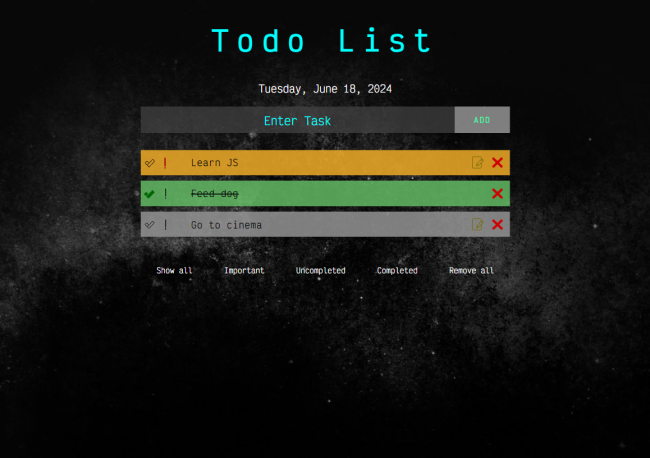 Todo List
Tuesday, June 18, 2024
Enter Task ADD
! Learn JS
! Feed dog
! Go to cinema
Show all Important Uncompleted Completed Remove all